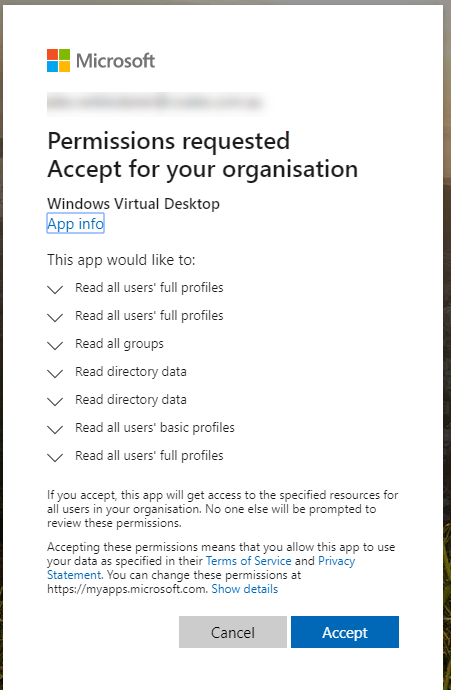 Microsoft
Permissions requested
Accept for your organisation
Windows Virtual Desktop
App info
This app would like to:
Read all users' full profiles
Read all users' full profiles
Read all groups
Read directory data
Read directory data
Read all users' basic profiles
Read all users' full profiles
If you accept, this app will get access to the specified resources for
all users in your organisation. No one else will be prompted to
review these permissions.
Accepting these permissions means that you allow this app to use
your data as specified in their Terms of Service and Privacy
Statement. You can change these permissions at
https://myapps.microsoft.com. Show details
Cancel Accept